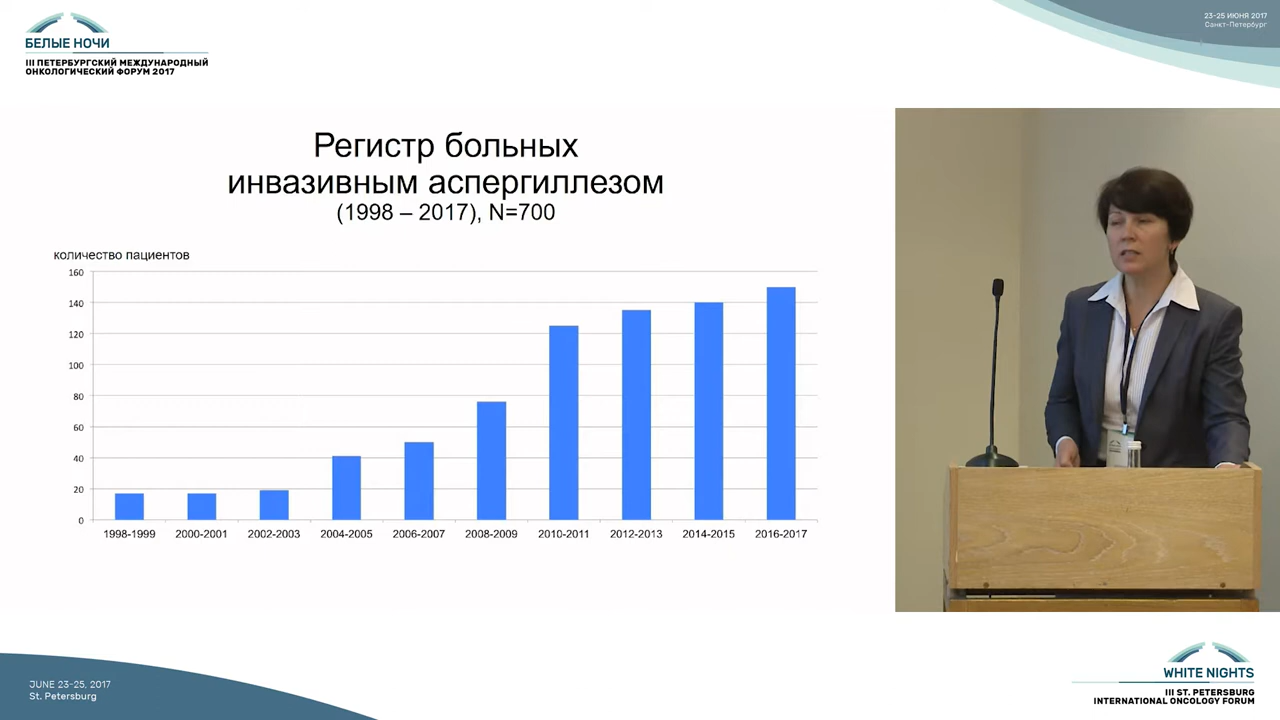 БЕЛЫЕ НОЧИ
III ПЕТЕРБУРГСКИЙ МЕЖДУНАРОДНЫЙ
ОНКОЛОГИЧЕСКИЙ ФОРУМ 2017
23-25 ИЮНЯ 2017
Санкт-Петербург
Регистр больных
инвазивным аспергиллезом
(1998 – 2017), N=700
количество пациентов
160
140
120
100
80
60
40
20
0
1998-1999 2000-2001 2002-2003 2004-2005 2006-2007 2008-2009 2010-2011 2012-2013 2014-2015 2016-2017
JUNE 23-25, 2017
St. Petersburg
WHITE NIGHTS
III ST. PETERSBURG
INTERNATIONAL ONCOLOGY FORUM